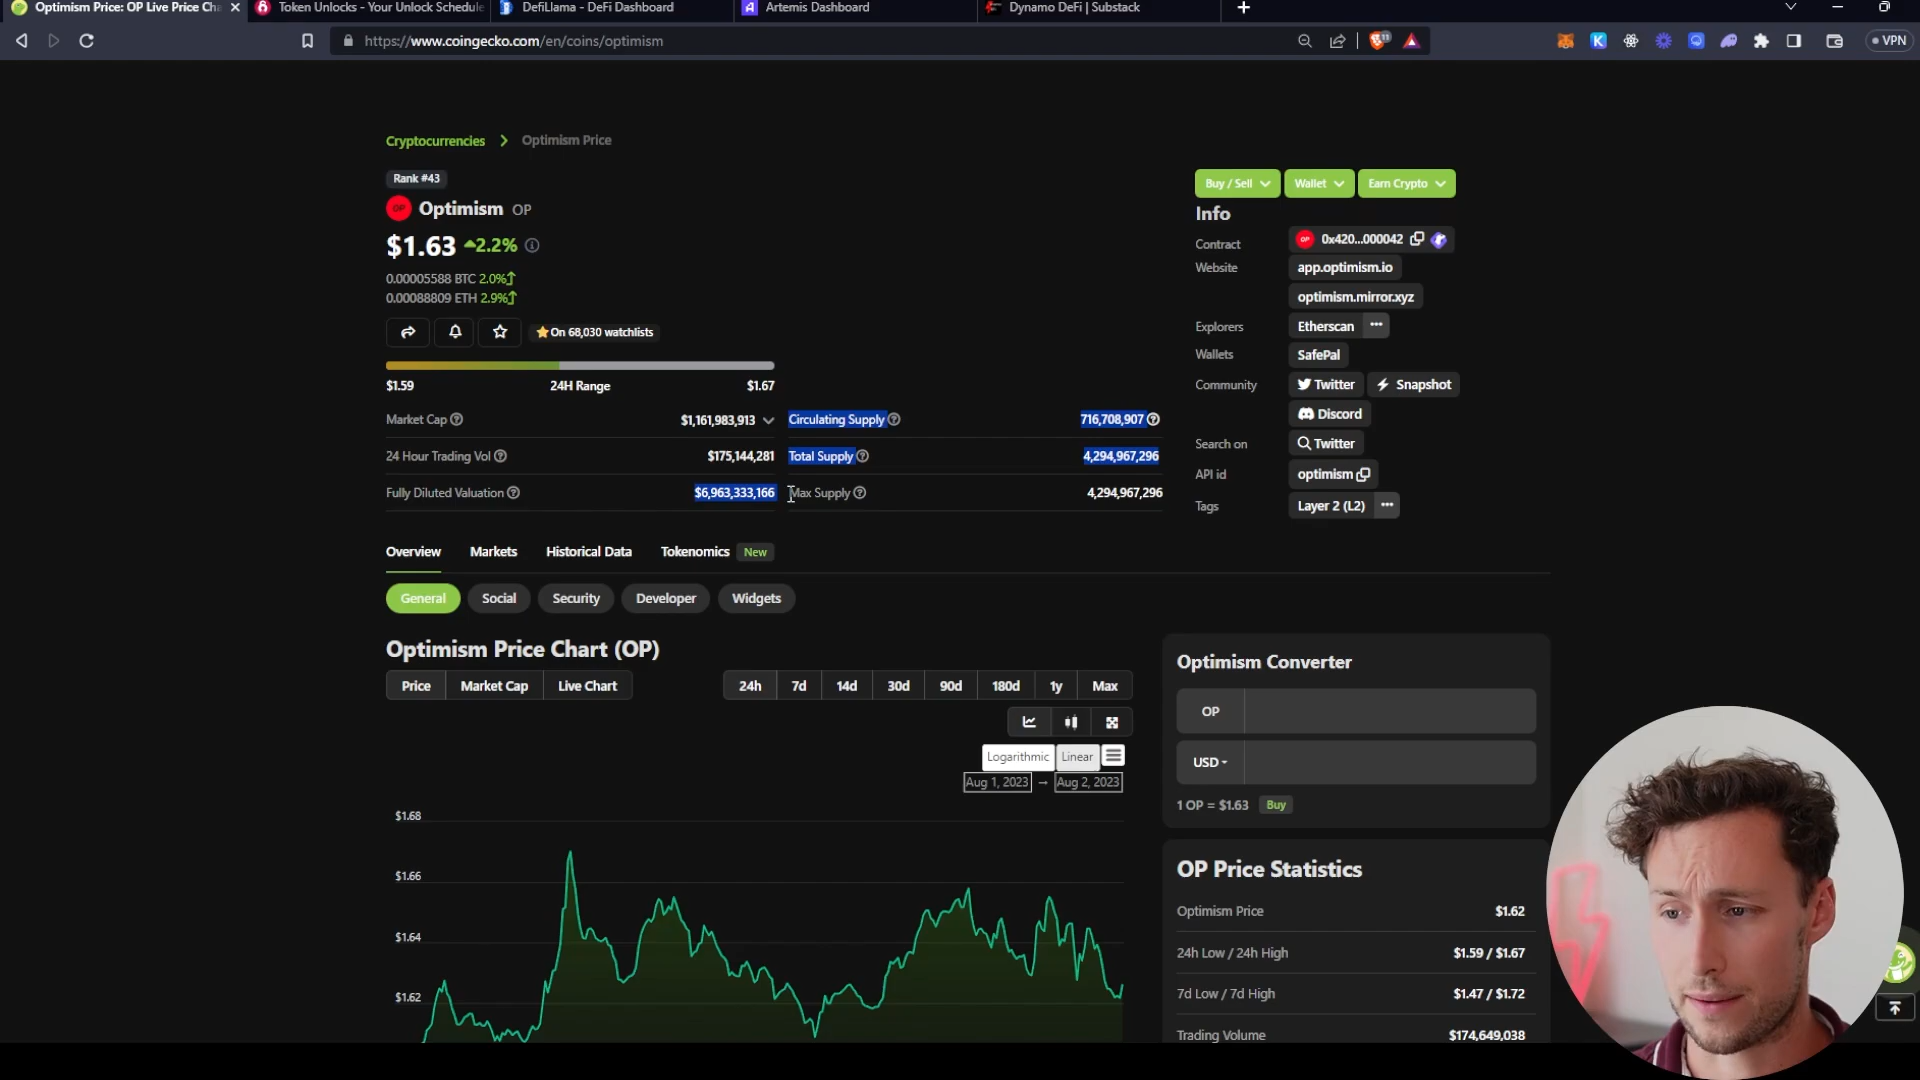 Optimism Price: OP Live Price Cha
Token Unlocks - Your Unlock Schedule
DefiLlama - DeFi Dashboard
Artemis Dashboard
Dynamo DeFi | Substack
https://www.coingecko.com/en/coins/optimism
VPN
Cryptocurrencies
Optimism Price
Rank #43
Optimism OP
$1.63 2.2%
0.00005588 BTC 2.0%
0.00088809 ETH 2.9%
On 68,030 watchlists
$1.59 24H Range $1.67
Market Cap $1,161,983,913
Circulating Supply 716,708,907
24 Hour Trading Vol $175,144,281
Total Supply 4,294,967,296
Fully Diluted Valuation $6,963,333,166
Max Supply 4,294,967,296
Buy / Sell Wallet Earn Crypto
Info
Contract OP 0x420...000042
Website app.optimism.io
optimism.mirror.xyz
Explorers Etherscan
Wallets SafePal
Community Twitter Snapshot
Discord
Search on Twitter
API id optimism
Tags Layer 2 (L2)
Overview Markets Historical Data Tokenomics New
General Social Security Developer Widgets
Optimism Price Chart (OP)
Price Market Cap Live Chart
24h 7d 14d 30d 90d 180d 1y Max
Logarithmic Linear
Aug 1, 2023 → Aug 2, 2023
$1.68
$1.66
$1.64
$1.62
Optimism Converter
OP
USD
1 OP = $1.63 Buy
OP Price Statistics
Optimism Price $1.62
24h Low / 24h High $1.59 / $1.67
7d Low / 7d High $1.47 / $1.72
Trading Volume $174,649,038